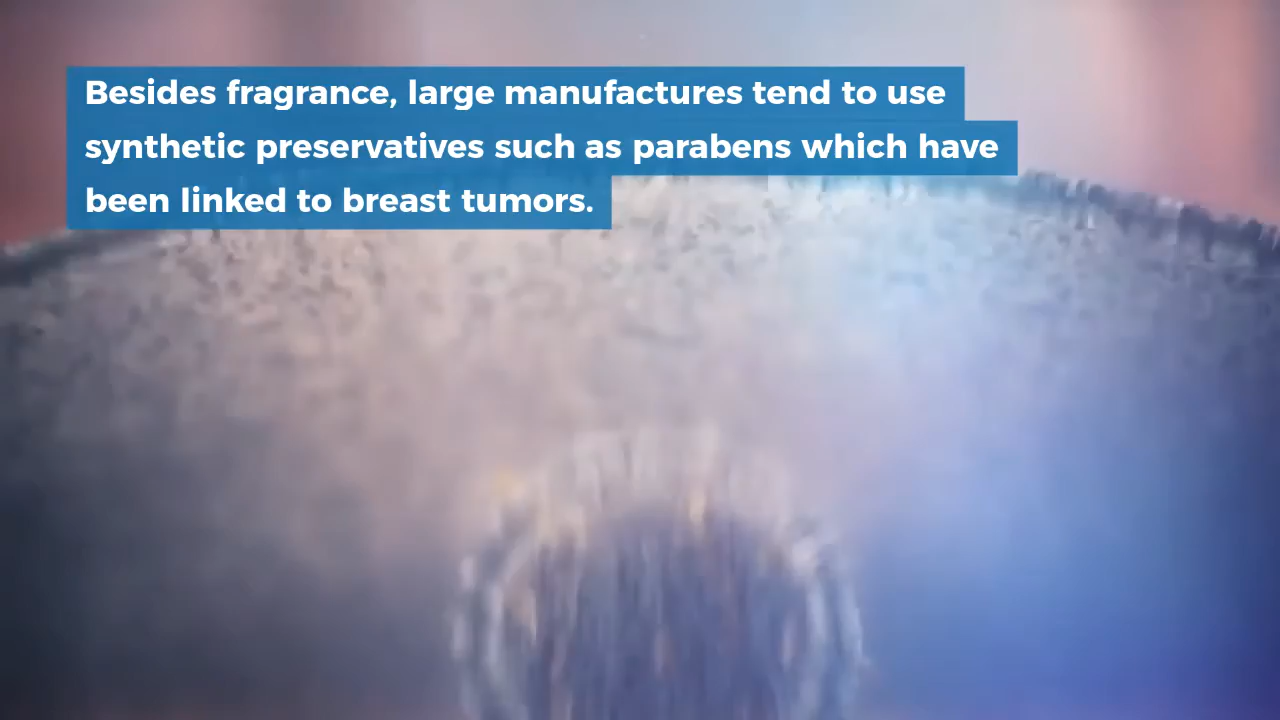 Besides fragrance, large manufactures tend to use
synthetic preservatives such as parabens which have
been linked to breast tumors.